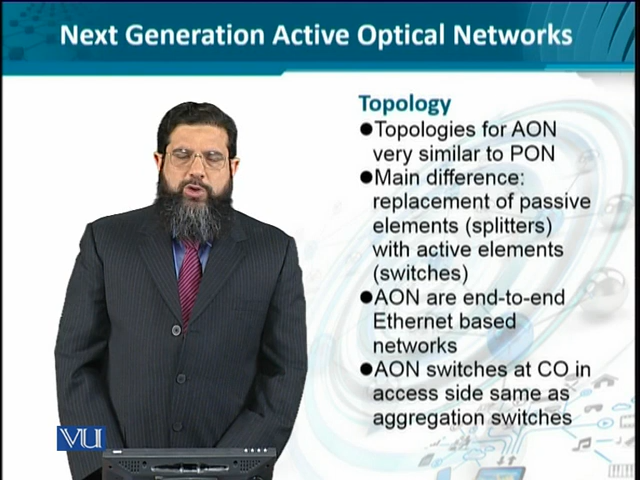 Next Generation Active Optical Networks
Topology
●Topologies for AON
very similar to PON
●Main difference:
replacement of passive
elements (splitters)
with active elements
(switches)
●AON are end-to-end
Ethernet based
networks
●AON switches at CO in
access side same as
aggregation switches
VU